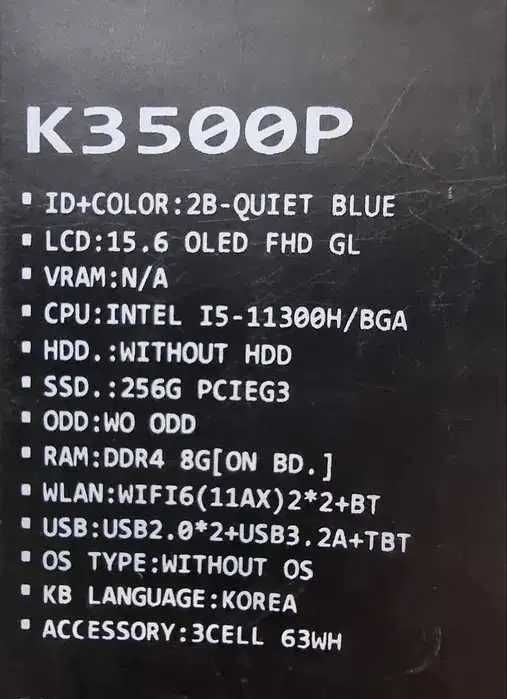 K3500P
▪ ID+COLOR:2B-QUIET BLUE
▪ LCD:15.6 OLED FHD GL
▪ VRAM:N/A
▪ CPU:INTEL I5-11300H/BGA
▪ HDD.:WITHOUT HDD
▪ SSD.:256G PCIEG3
▪ ODD:WO ODD
▪ RAM:DDR4 8G[ON BD.]
▪ WLAN:WIFI6(11AX)2*2+BT
▪ USB:USB2.0*2+USB3.2A+TBT
▪ OS TYPE:WITHOUT OS
▪ KB LANGUAGE:KOREA
▪ ACCESSORY:3CELL 63WH